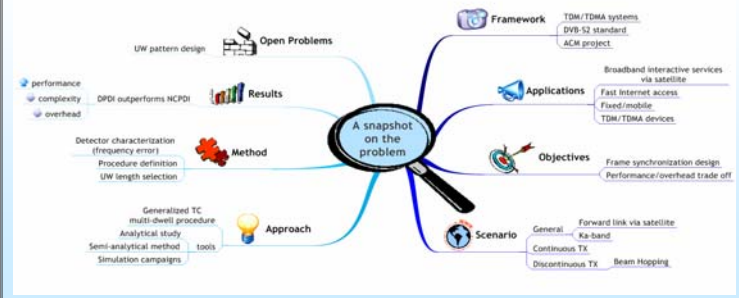 A snapshot
on the
problem
Framework
TDM/TDMA systems
DVB-S2 standard
ACM project
Applications
Broadband interactive services
via satellite
Fast Internet access
Fixed/mobile
TDM/TDMA devices
Objectives
Frame synchronization design
Performance/overhead trade off
Scenario
General
Forward link via satellite
Ka-band
Continuous TX
Discontinuous TX
Beam Hopping
Open Problems
UW pattern design
Results
DPDI outperforms NCPDI
performance
complexity
overhead
Method
Detector characterization
(frequency error)
Procedure definition
UW length selection
Approach
Generalized TC
multi-dwell procedure
tools
Analytical study
Semi-analytical method
Simulation campaigns